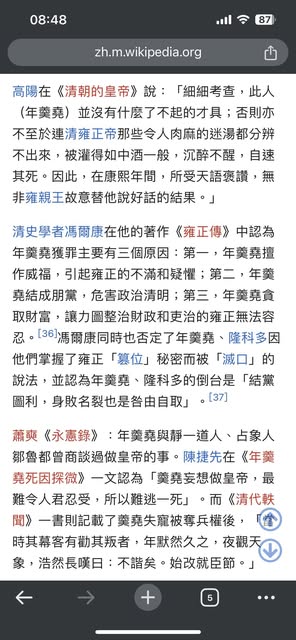 08:48
87
zh.m.wikipedia.org
高陽在《清朝的皇帝》說：「細細考查，此人
（年羹堯）並沒有什麼了不起的才具；否則亦
不至於連清雍正帝那些令人肉麻的迷湯都分辨
不出來，被灌得如中酒一般，沉醉不醒，自速
其死。因此，在康熙年間，所受天語褒讚，無
非雍親王故意替他說好話的結果。」
清史學者馮爾康在他的著作《雍正傳》中認為
年羹堯獲罪主要有三個原因：第一，年羹堯擅
作威福，引起雍正的不滿和疑懼；第二，年羹
堯結成朋黨，危害政治清明；第三，年羹堯貪
取財富，讓力圖整治財政和吏治的雍正無法容
忍。[36]馮爾康同時也否定了年羹堯、隆科多因
他們掌握了雍正「篡位」秘密而被「滅口」的
說法，並認為年羹堯、隆科多的倒台是「結黨
圖利，身敗名裂也是咎由自取」。[37]
蕭奭《永憲錄》：年羹堯與靜一道人、占象人
鄒魯都曾商談過做皇帝的事。陳捷先在《年羹
堯死因探微》一文認為「羹堯妄想做皇帝，最
難令人君忍受，所以難逃一死」。而《清代軼
聞》一書則記載了羹堯失寵被奪兵權後，「
時其幕客有勸其叛者，年默然久之，夜觀天
象，浩然長嘆曰：不諧矣。始改就臣節。」
5